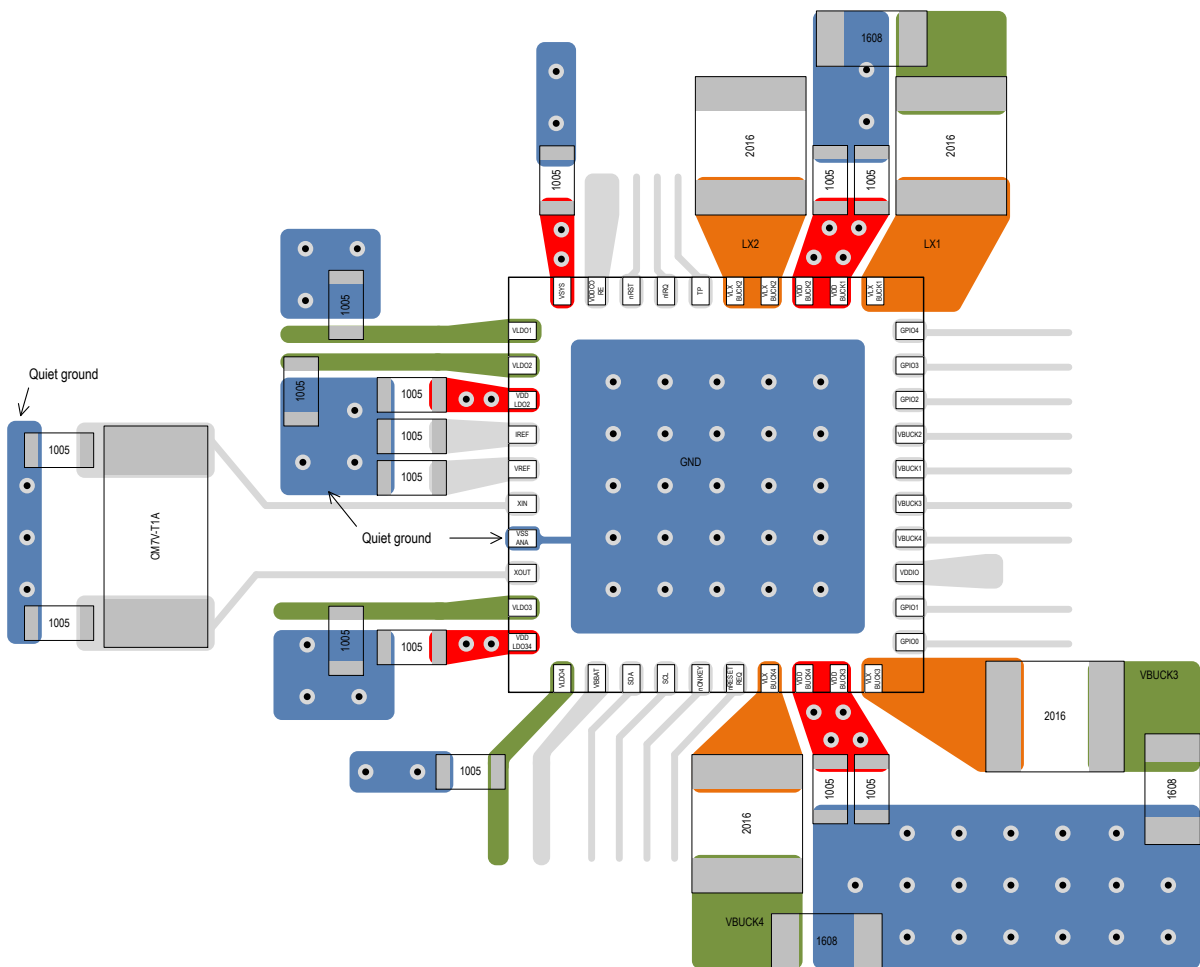 1608
2016
2016
1005
1005
1005
LX2
LX1
VSYS
VDDCO
RE
nRST
nIRQ
TP
VLX
BUCK2
VLX
BUCK2
VDD
BUCK2
VDD
BUCK1
VLX
BUCK1
1005
VLDO1
GPIO4
VLDO2
GPIO3
Quiet ground
1005
1005
VDD
LDO2
GPIO2
1005
1005
IREF
VBUCK2
GND
1005
VREF
VBUCK1
XIN
VBUCK3
CM7V-T1A
Quiet ground
VSS
ANA
VBUCK4
XOUT
VDDIO
1005
VLDO3
GPIO1
1005
1005
VDD
LDO34
GPIO0
VLDO4
VBBAT
SDA
SCL
nONKEY
nRESET
REQ
VLX
BUCK4
VDD
BUCK4
VDD
BUCK3
VLX
BUCK3
VBUCK3
2016
1005
1005
1005
1608
2016
VBUCK4
1608